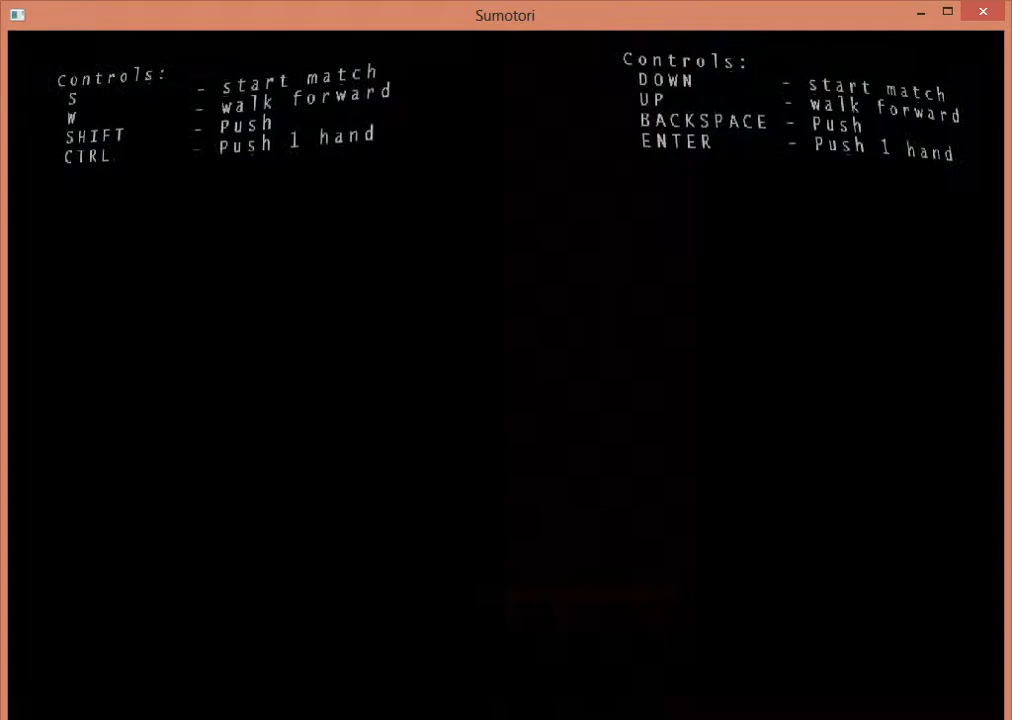 Sumotori
Controls:
S - start match
W - walk forward
SHIFT - Push
CTRL - Push 1 hand
Controls:
DOWN - start match
UP - walk forward
BACKSPACE - Push
ENTER - Push 1 hand